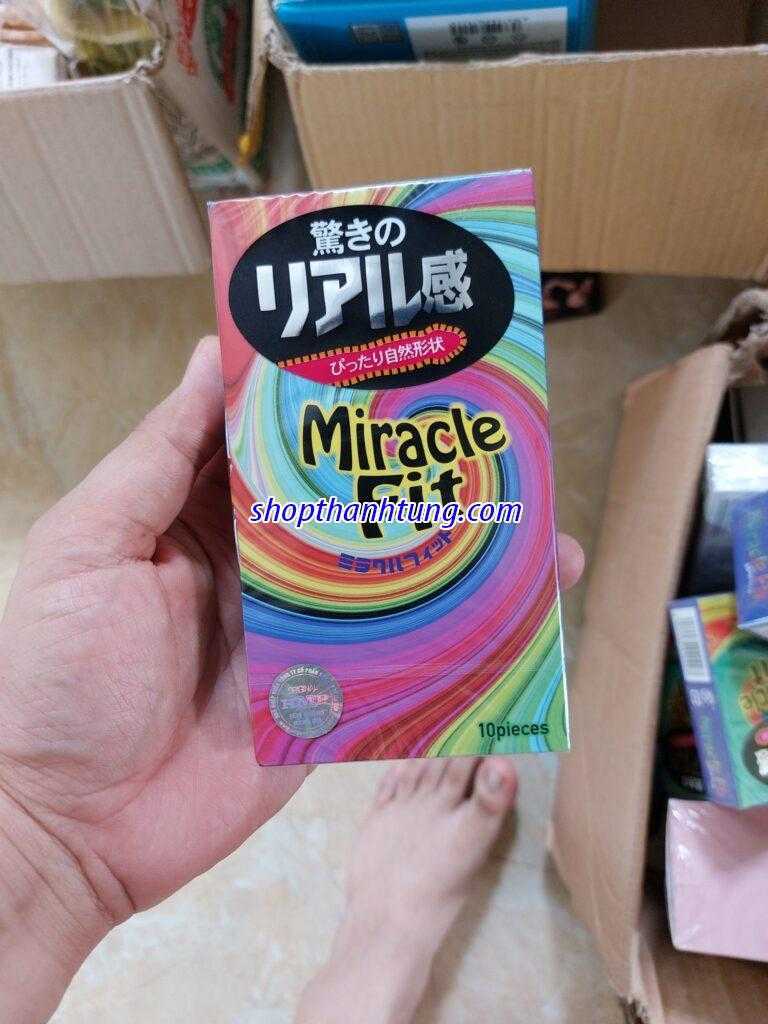 驚きの
リアル感
ぴったり自然形状
Miracle
Fit
shopthanhtung.com
ミラクルフィット
10pieces